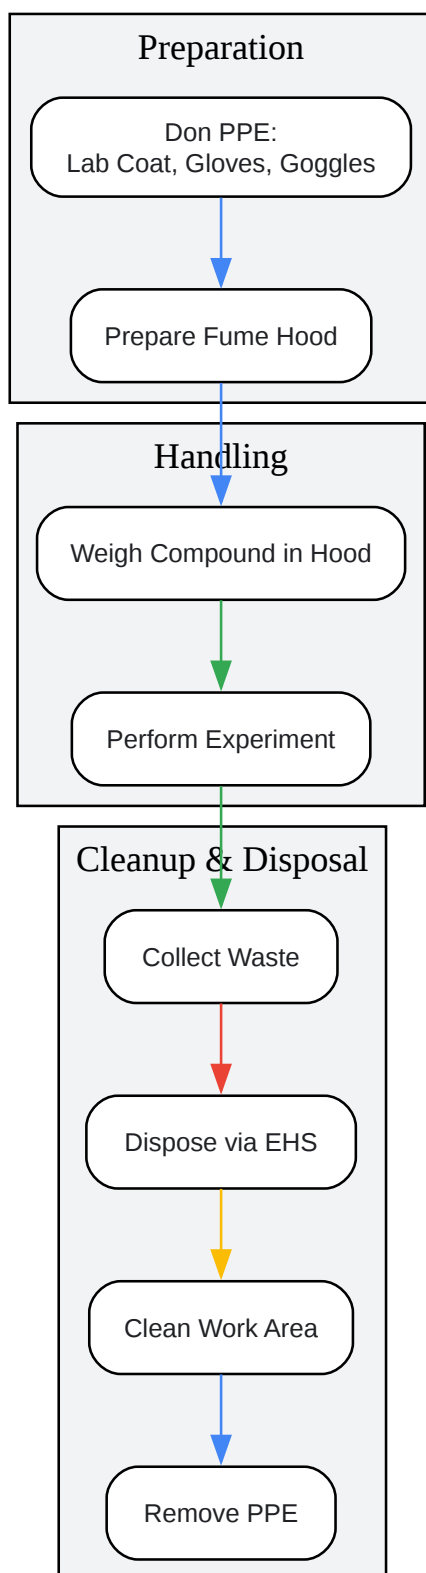 Preparation
Don PPE:
Lab Coat, Gloves, Goggles
Prepare Fume Hood
Handling
Weigh Compound in Hood
Perform Experiment
Cleanup & Disposal
Collect Waste
Dispose via EHS
Clean Work Area
Remove PPE